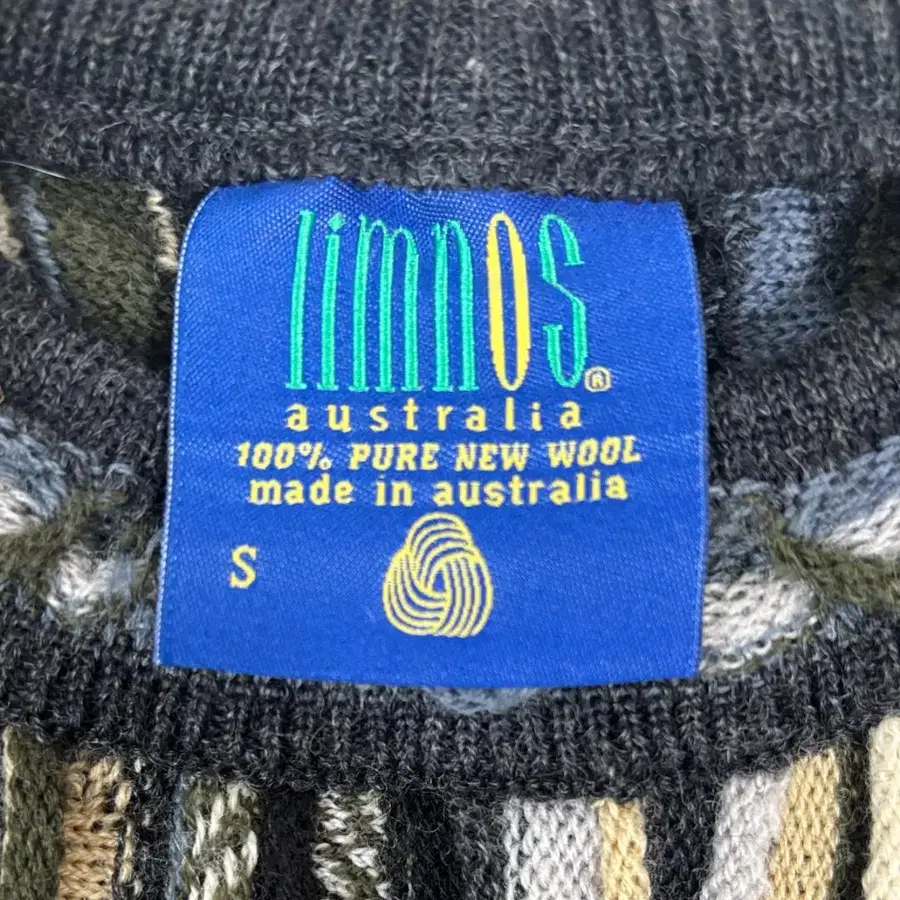 limnos®
australia
100% PURE NEW WOOL
made in australia
S